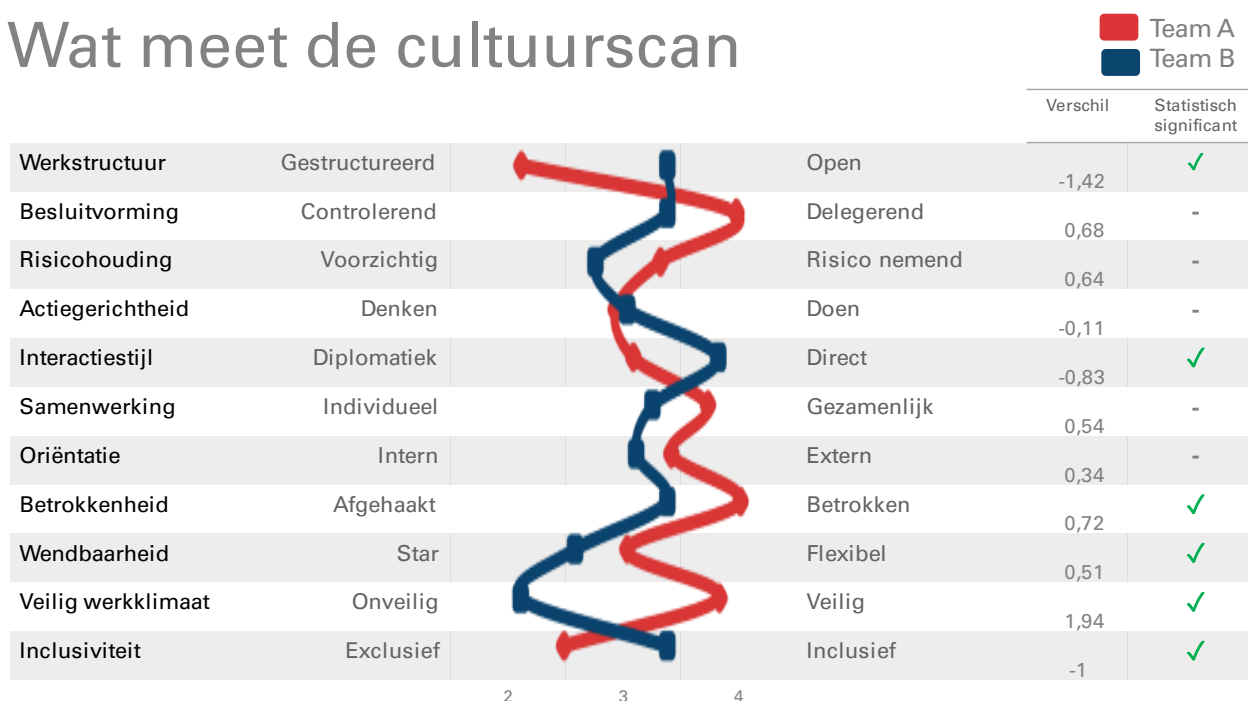 Wat meet de cultuurscan
Team A
Team B
Verschil Statistisch
significant
Werkstructuur Gestructureerd Open -1,42 ✓
Besluitvorming Controlerend Delegerend 0,68 -
Risicohouding Voorzichtig Risico nemend 0,64 -
Actiegerichtheid Denken Doen -0,11 -
Interactiestijl Diplomatiek Direct -0,83 ✓
Samenwerking Individueel Gezamenlijk 0,54 -
Oriëntatie Intern Extern 0,34 -
Betrokkenheid Afgehaakt Betrokken 0,72 ✓
Wendbaarheid Star Flexibel 0,51 ✓
Veilig werkklimaat Onveilig Veilig 1,94 ✓
Inclusiviteit Exclusief Inclusief -1 ✓
2 3 4